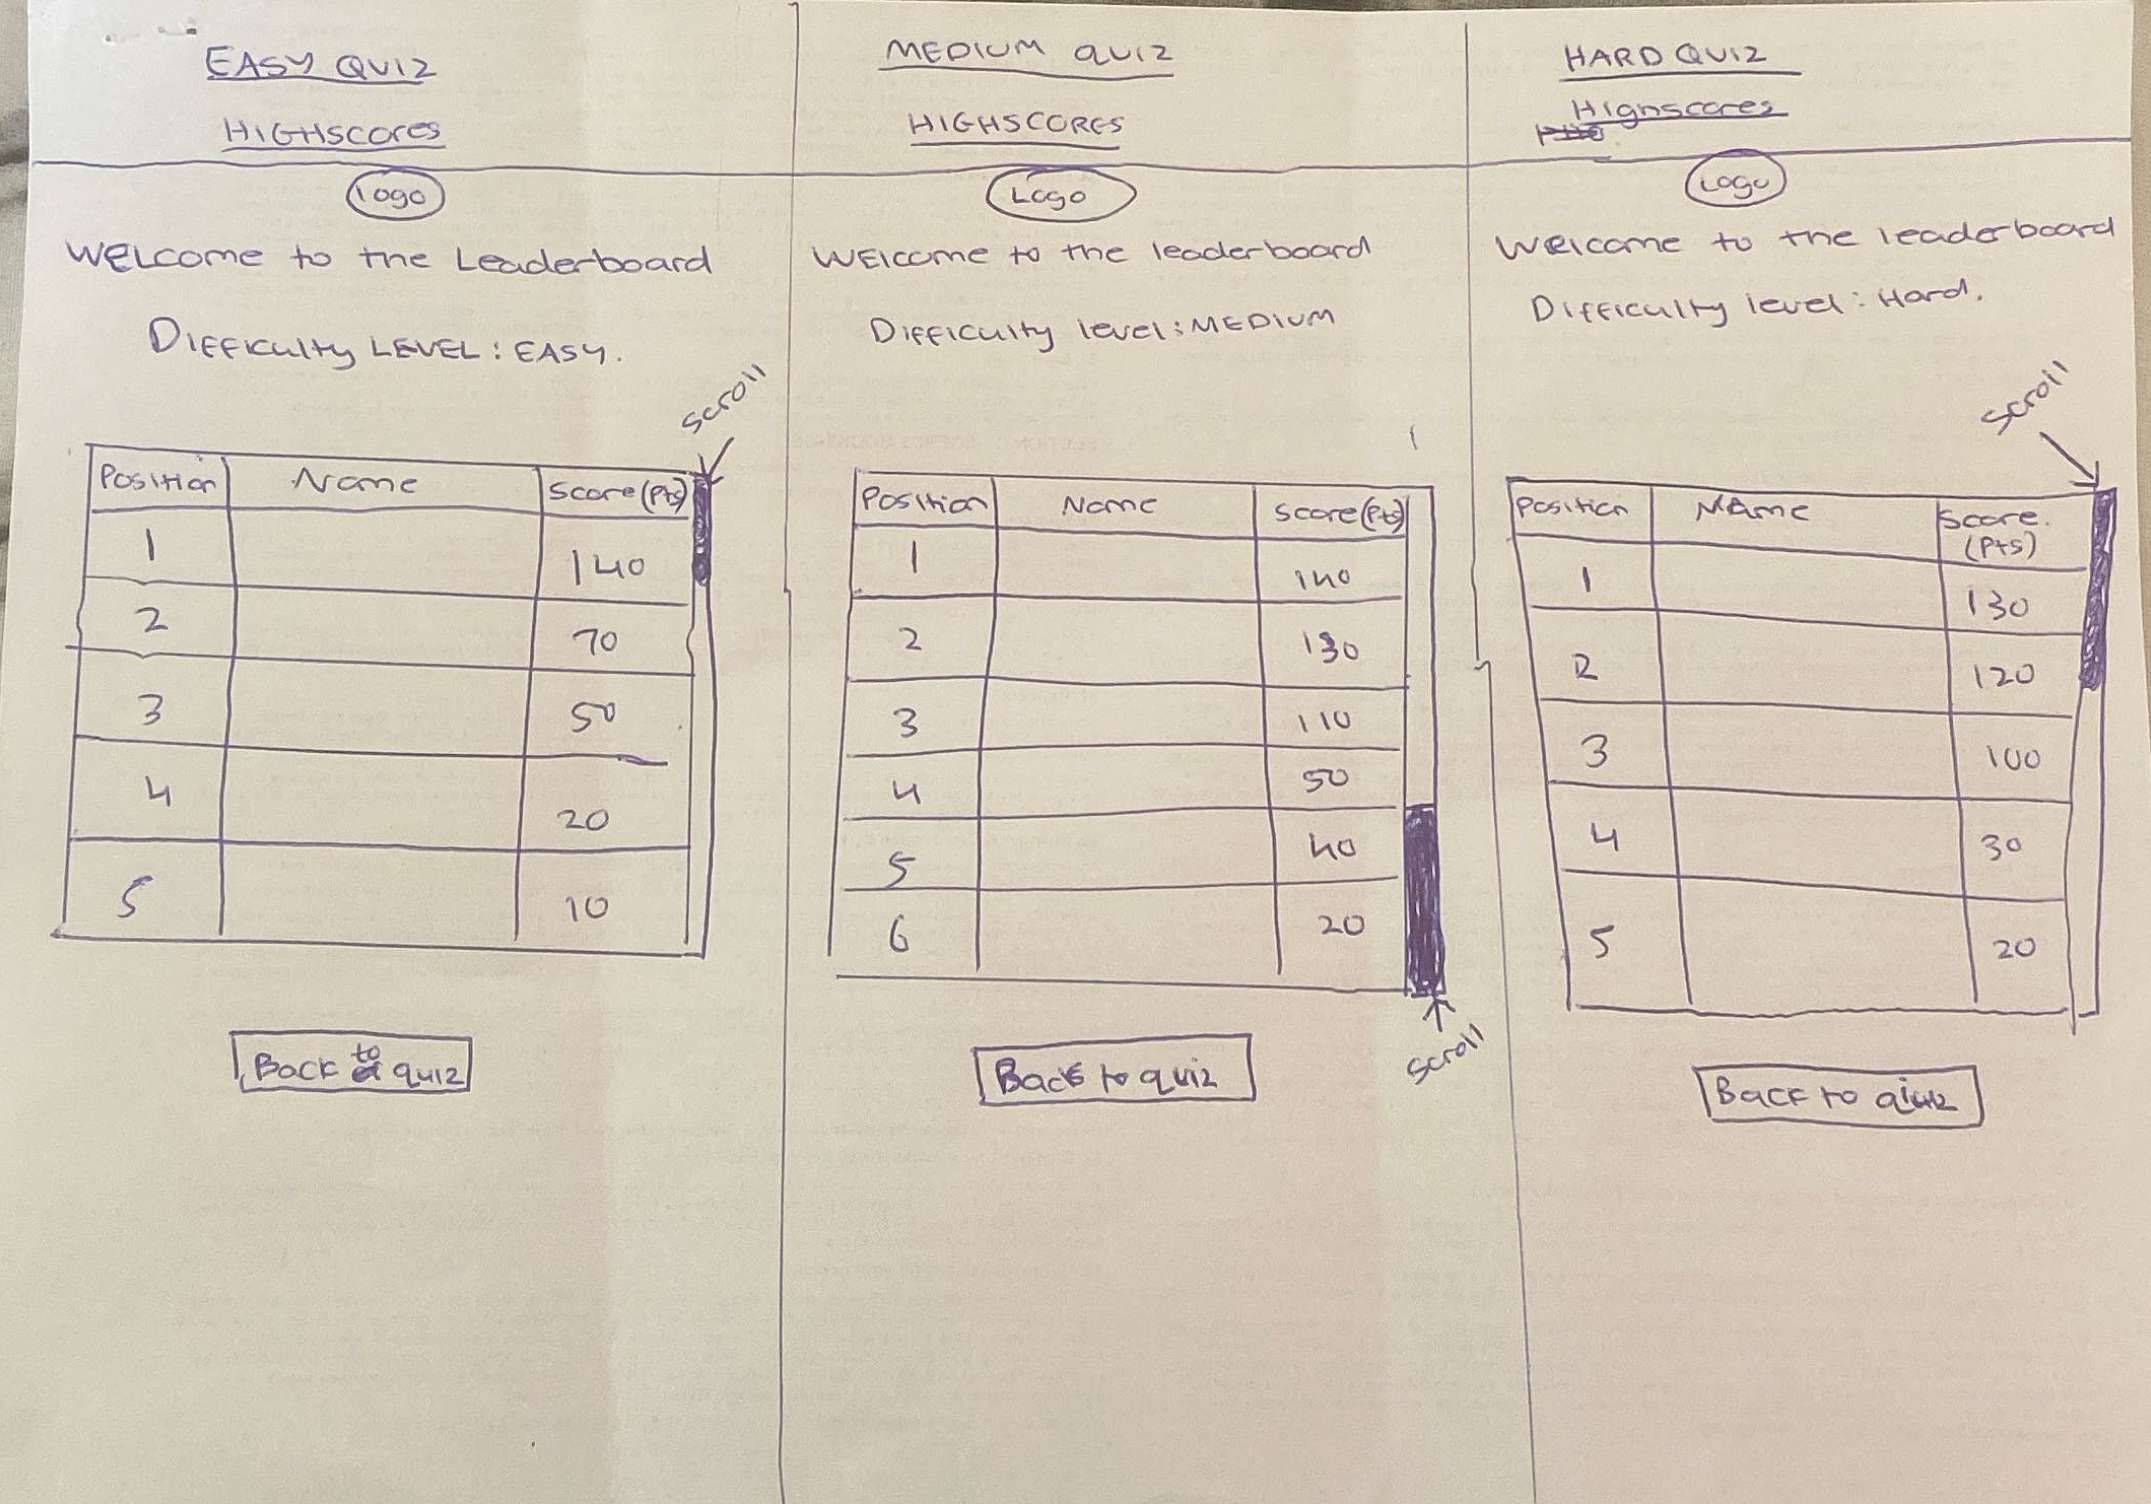 EASY QUIZ
HIGHSCORES
Logo
WELCOME to the Leaderboard
Difficulty LEVEL : EASY.
scroll
Position Name Score (Pts)
1 140
2 70
3 50
4 20
5 10
Back to quiz
MEDIUM QUIZ
HIGHSCORES
Logo
WElcome to the leaderboard
Difficulty level : MEDIUM
Position Name Score (Pts)
1 140
2 130
3 110
4 50
5 40
6 20
scroll
Back to quiz
HARD QUIZ
Highscores
Logo
Welcome to the leaderboard
Difficulty level : Hard.
scroll
Position NAme Score.
(Pts)
1 130
2 120
3 100
4 30
5 20
Back to quiz